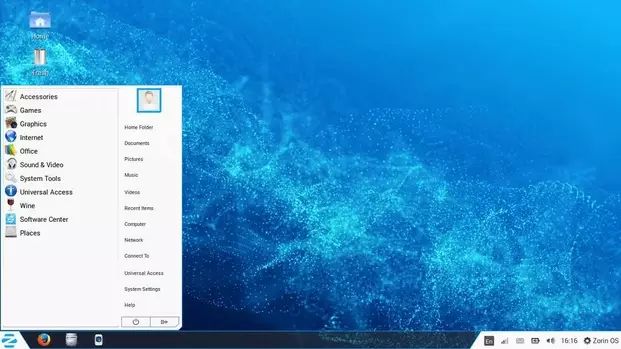 Home
Trash
Accessories
Games
Graphics
Internet
Office
Sound & Video
System Tools
Universal Access
Wine
Software Center
Places
Home Folder
Documents
Pictures
Music
Videos
Recent Items
Computer
Network
Connect To
Universal Access
System Settings
Help
En
16:16
Zorin OS